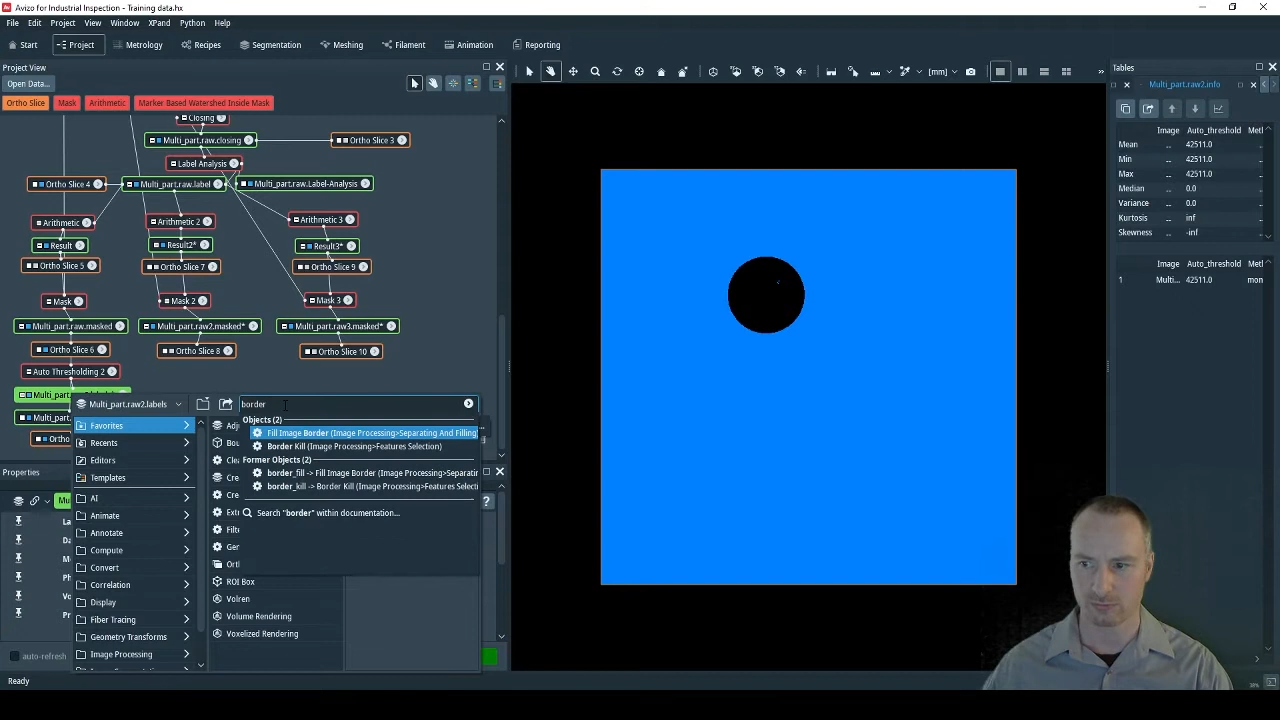 Avizo for Industrial Inspection - Training data.hx
File Edit Project View Window XPand Python Help
Start Project Metrology Recipes Segmentation Meshing Filament Animation Reporting
Project View
Open Data...
Ortho Slice Mask Arithmetic Marker Based Watershed Inside Mask
Closing
Multi_part.raw.closing Ortho Slice 3
Label Analysis
Ortho Slice 4 Multi_part.raw.label Multi_part.raw.Label-Analysis
Arithmetic Arithmetic 2 Arithmetic 3
Result Result2* Result3*
Ortho Slice 5 Ortho Slice 7 Ortho Slice 9
Mask Mask 2 Mask 3
Multi_part.raw.masked Multi_part.raw2.masked* Multi_part.raw3.masked*
Ortho Slice 6 Ortho Slice 8 Ortho Slice 10
Auto Thresholding 2
Multi_part.raw2.labels
border
Favorites
Recents
Editors
Templates
AI
Animate
Annotate
Compute
Convert
Correlation
Display
Fiber Tracing
Geometry Transforms
Image Processing
Objects (2)
Fill Image Border (Image Processing>Separating And Filling
Border Kill (Image Processing>Features Selection)
Former Objects (2)
border_fill -> Fill Image Border (Image Processing>Separatin
border_kill -> Border Kill (Image Processing>Features Selecti
Search "border" within documentation...
ROI Box
Volren
Volume Rendering
Voxelized Rendering
Properties
auto-refresh
Ready
[mm]
Tables
Multi_part.raw2.info
Image Auto_threshold
Mean .. 42511.0
Min .. 42511.0
Max .. 42511.0
Median .. 0.0
Variance .. 0.0
Kurtosis .. inf
Skewness .. -inf
Image Auto_threshold
1 Multi... 42511.0